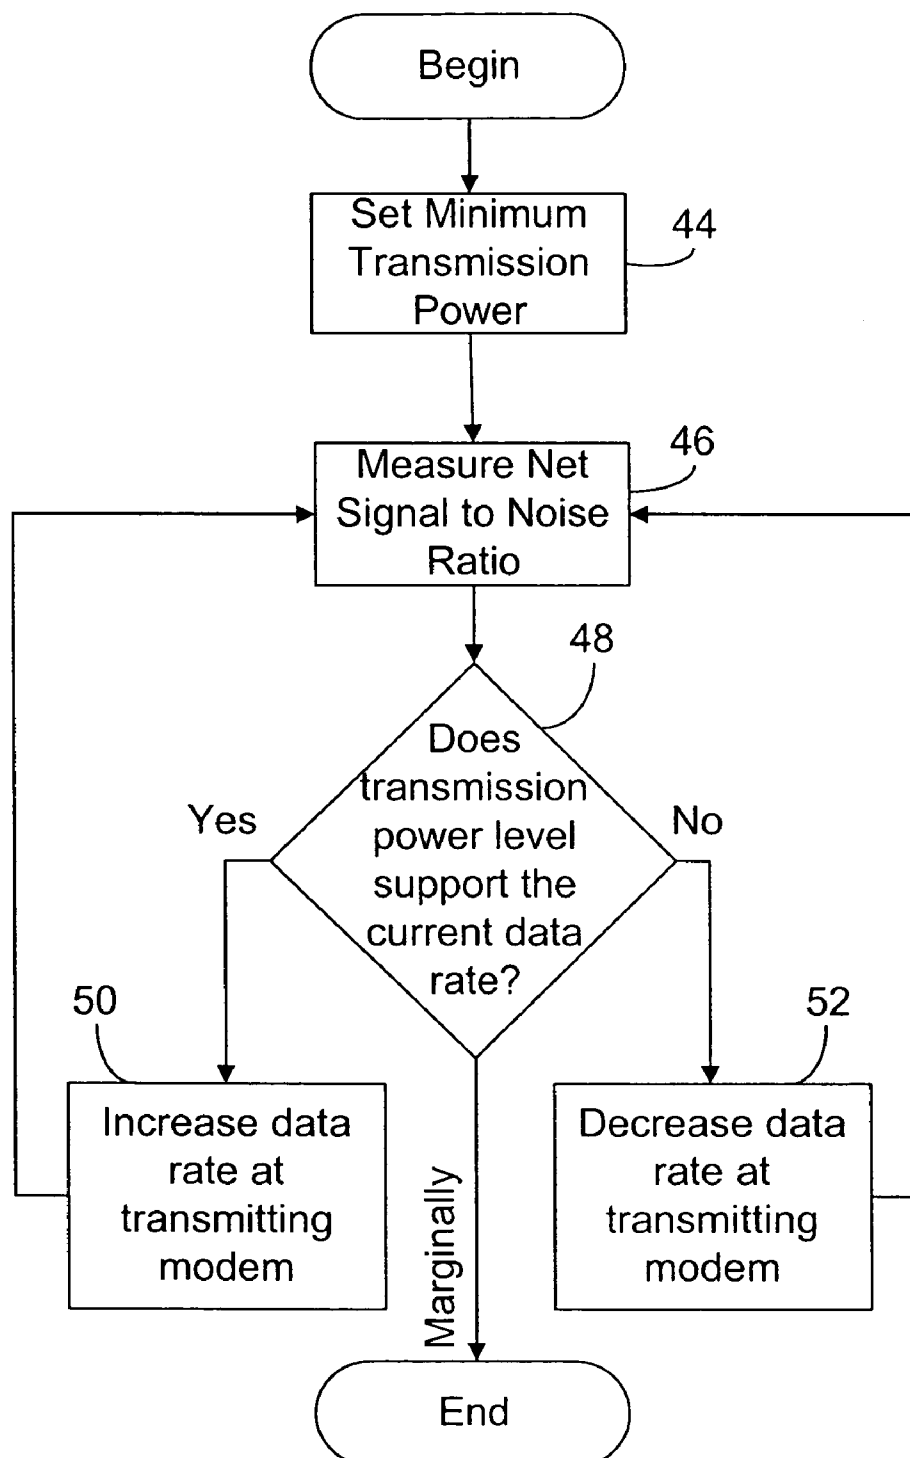 Begin
Set Minimum
Transmission
Power
44
Measure Net
Signal to Noise
Ratio
46
48
Does
transmission
power level
support the
current data
rate?
Yes
No
50
Increase data
rate at
transmitting
modem
52
Decrease data
rate at
transmitting
modem
Marginally
End